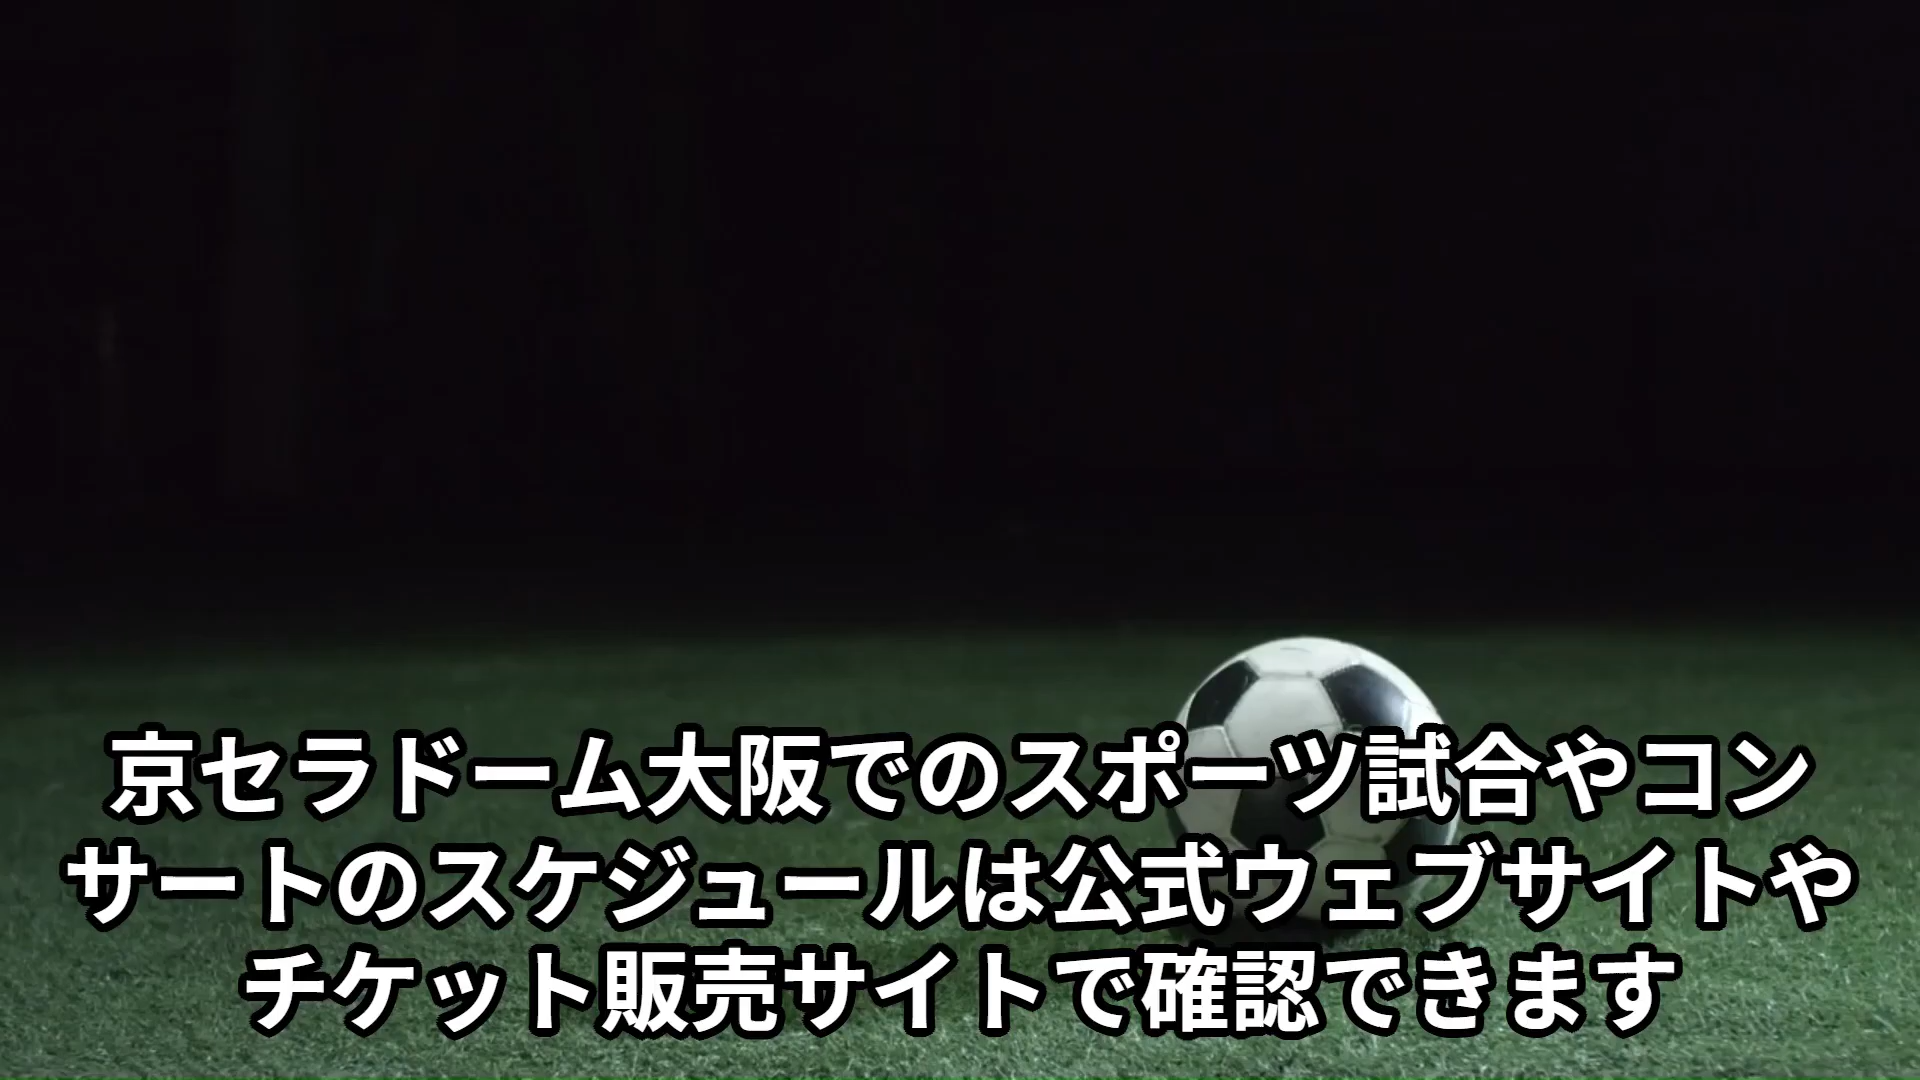 京セラドーム大阪でのスポーツ試合やコン
サートのスケジュールは公式ウェブサイトや
チケット販売サイトで確認できます